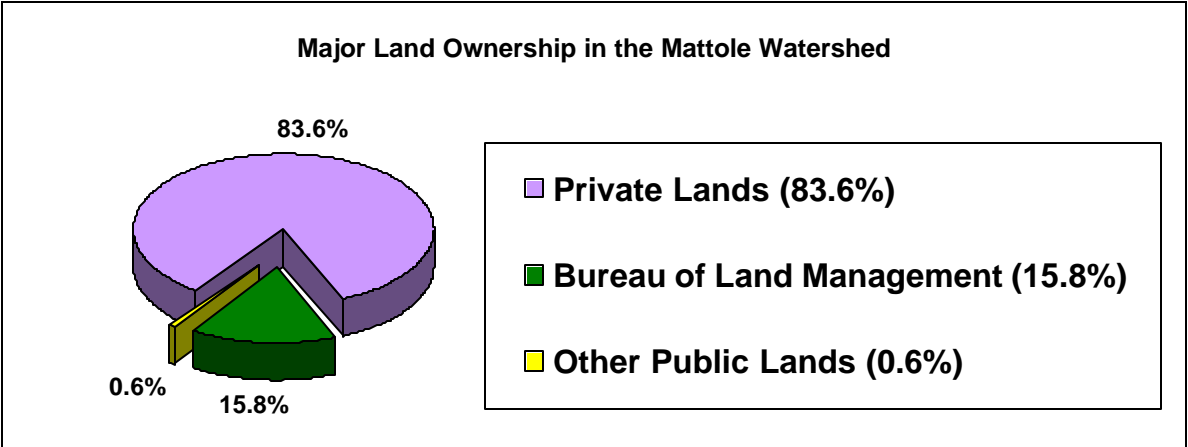 Major Land Ownership in the Mattole Watershed
83.6%
Private Lands (83.6%)
Bureau of Land Management (15.8%)
Other Public Lands (0.6%)
0.6%
15.8%